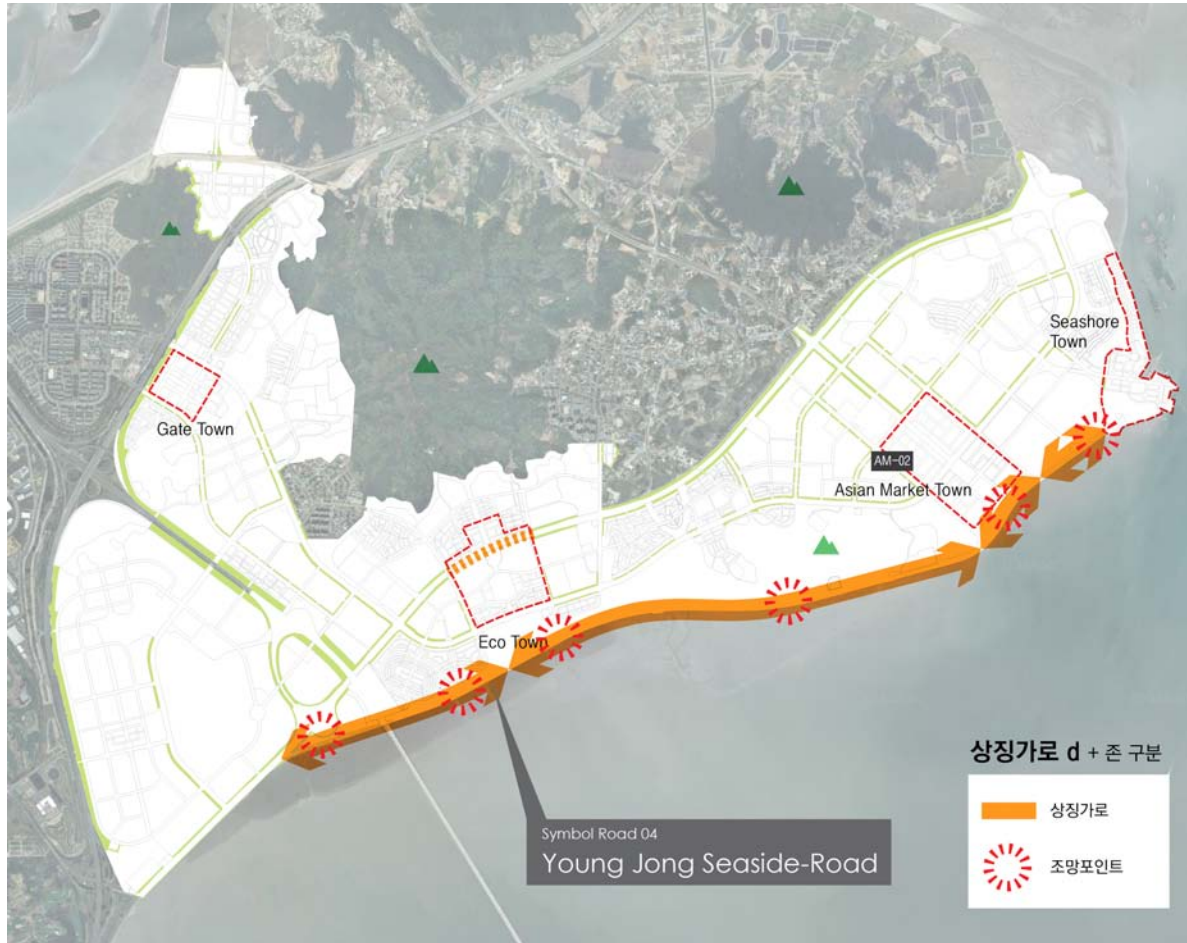 Gate Town
Seashore
Town
AM-02
Asian Market Town
Eco Town
Symbol Road 04
Young Jong Seaside-Road
상징가로 d + 존 구분
상징가로
조망포인트